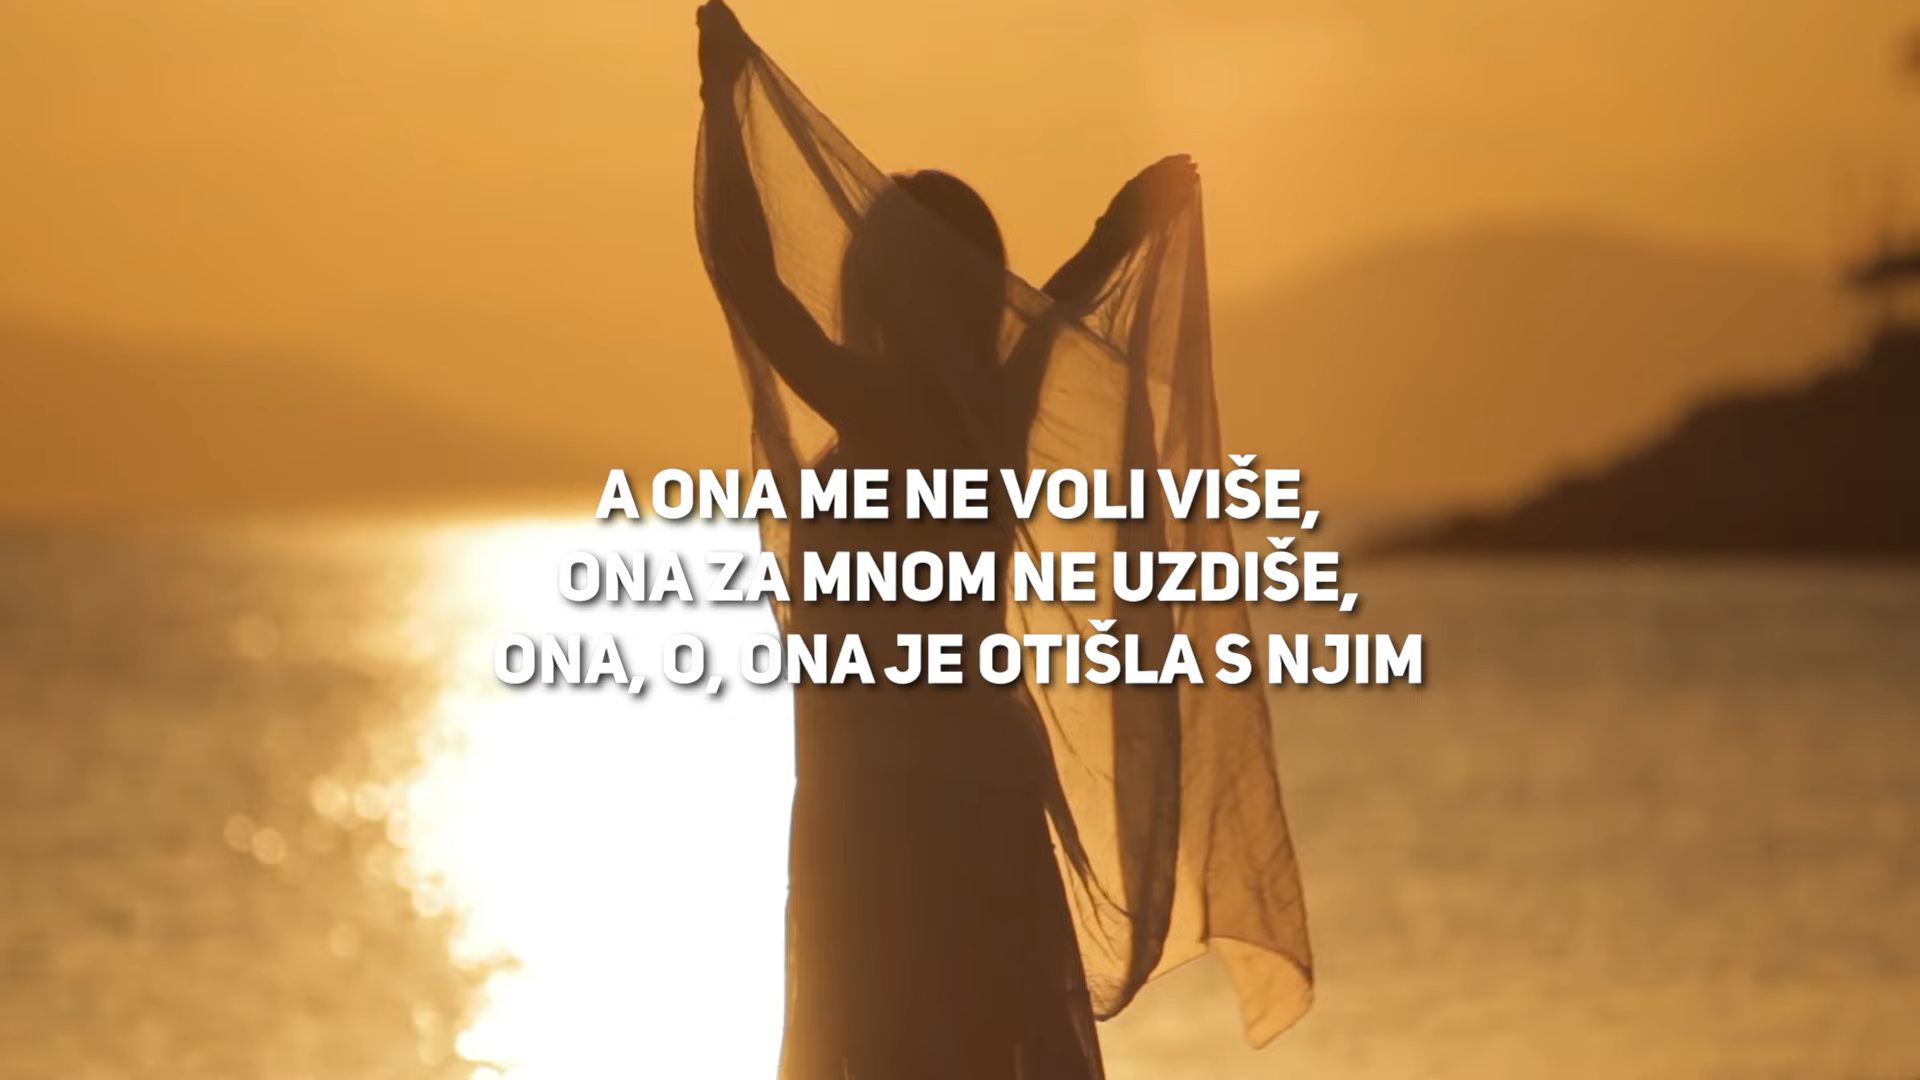 A ONA ME NE VOLI VIŠE,
ONA ZA MNOM NE UZDIŠE,
ONA, O, ONA JE OTIŠLA S NJIM